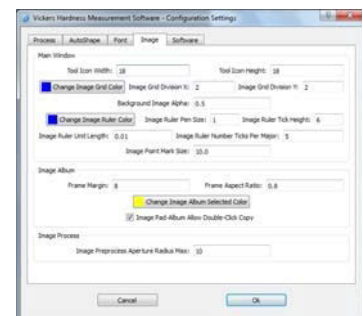 Vickers Hardness Measurement Software - Configuration Settings
Process AutoShape Font Image Software
Main Window
Tool Icon Width: 18 Tool Icon Height: 18
Change Image Grid Color Image Grid Division X: 2 Image Grid Division Y: 2
Background Image Alpha: 0.5
Change Image Ruler Color Image Ruler Pen Size: 1 Image Ruler Tick Height: 6
Image Ruler Unit Length: 0.01 Image Ruler Number Ticks Per Major: 5
Image Point Mark Size: 10.0
Image Album
Frame Margin: 8 Frame Aspect Ratio: 0.8
Change Image Album Selected Color
Image Pad-Album Allow Double-Click Copy
Image Process
Image Preprocess Aperture Radius Max: 10
Cancel Ok